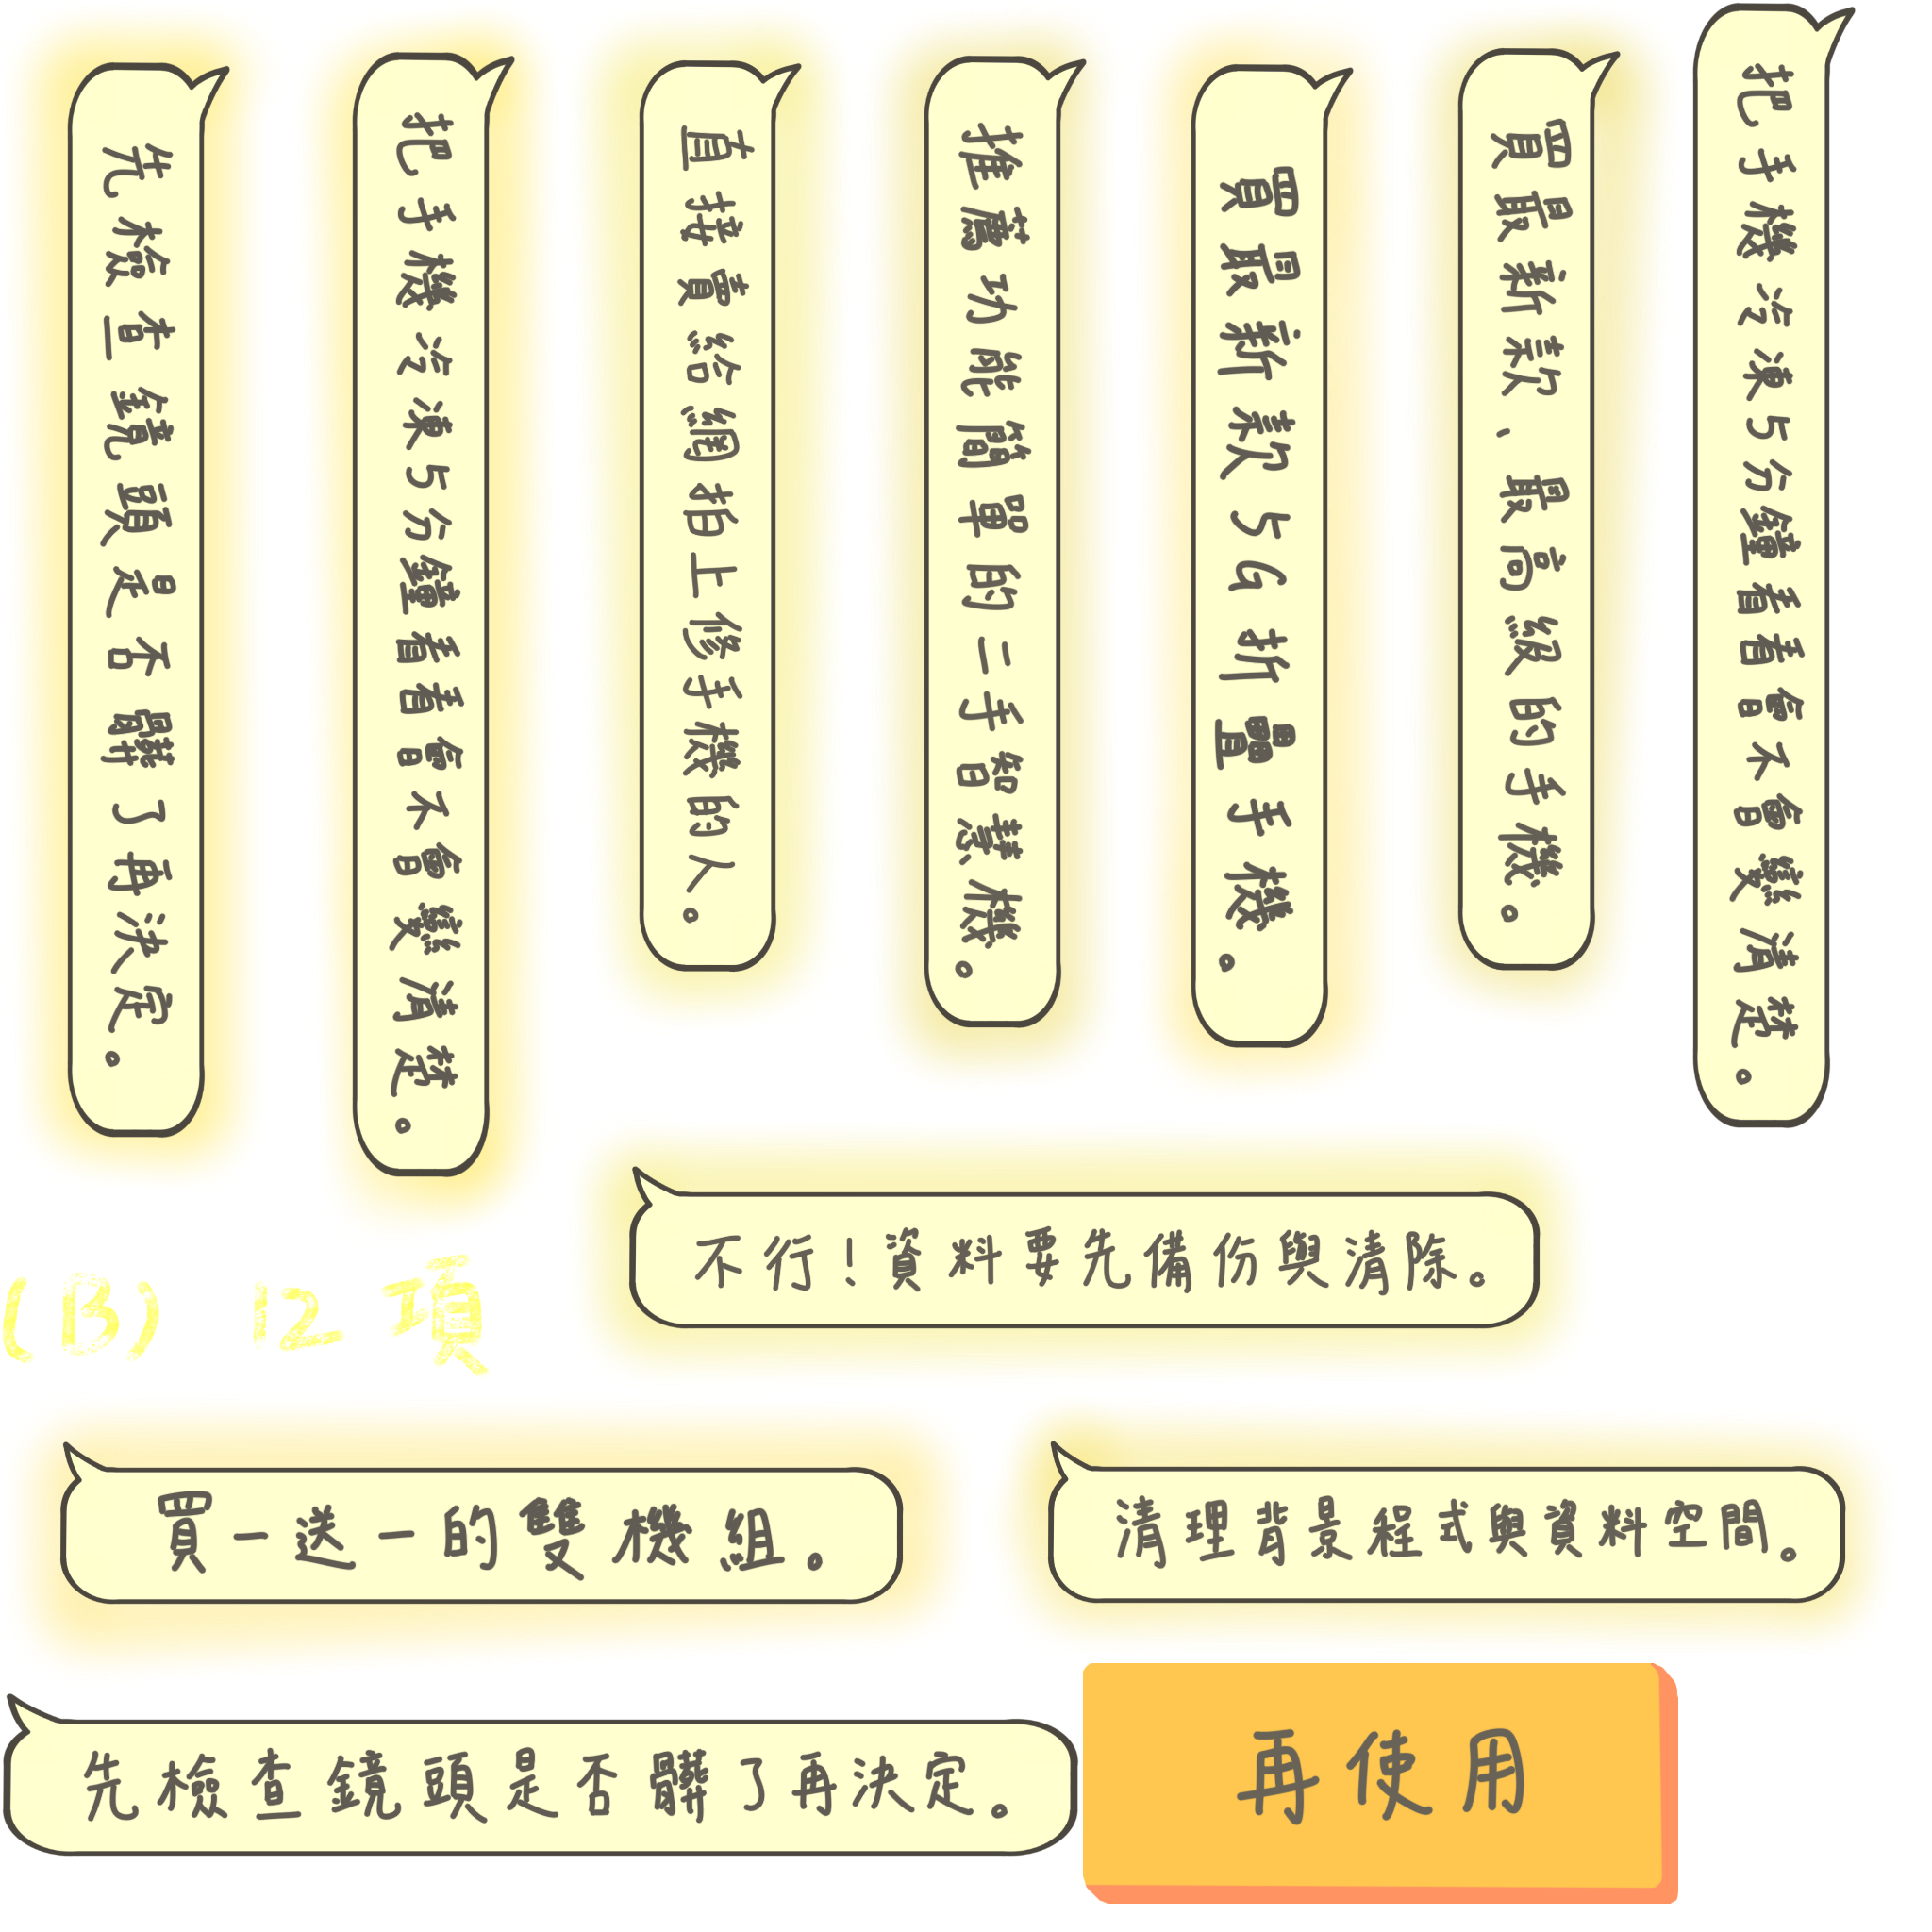 先檢查鏡頭是否髒了再決定。
把手機冷凍5分鐘看看會不會變清楚。
直接賣給網拍上修手機的人。
推薦功能簡單的二手智慧機。
買最新款5G折疊手機。
買最新款、最高級的手機。
把手機冷凍5分鐘看看會不會變清楚。
不行!資料要先備份與清除。
(B) 12項
買一送一的雙機組。
清理背景程式與資料空間。
先檢查鏡頭是否髒了再決定。
再使用